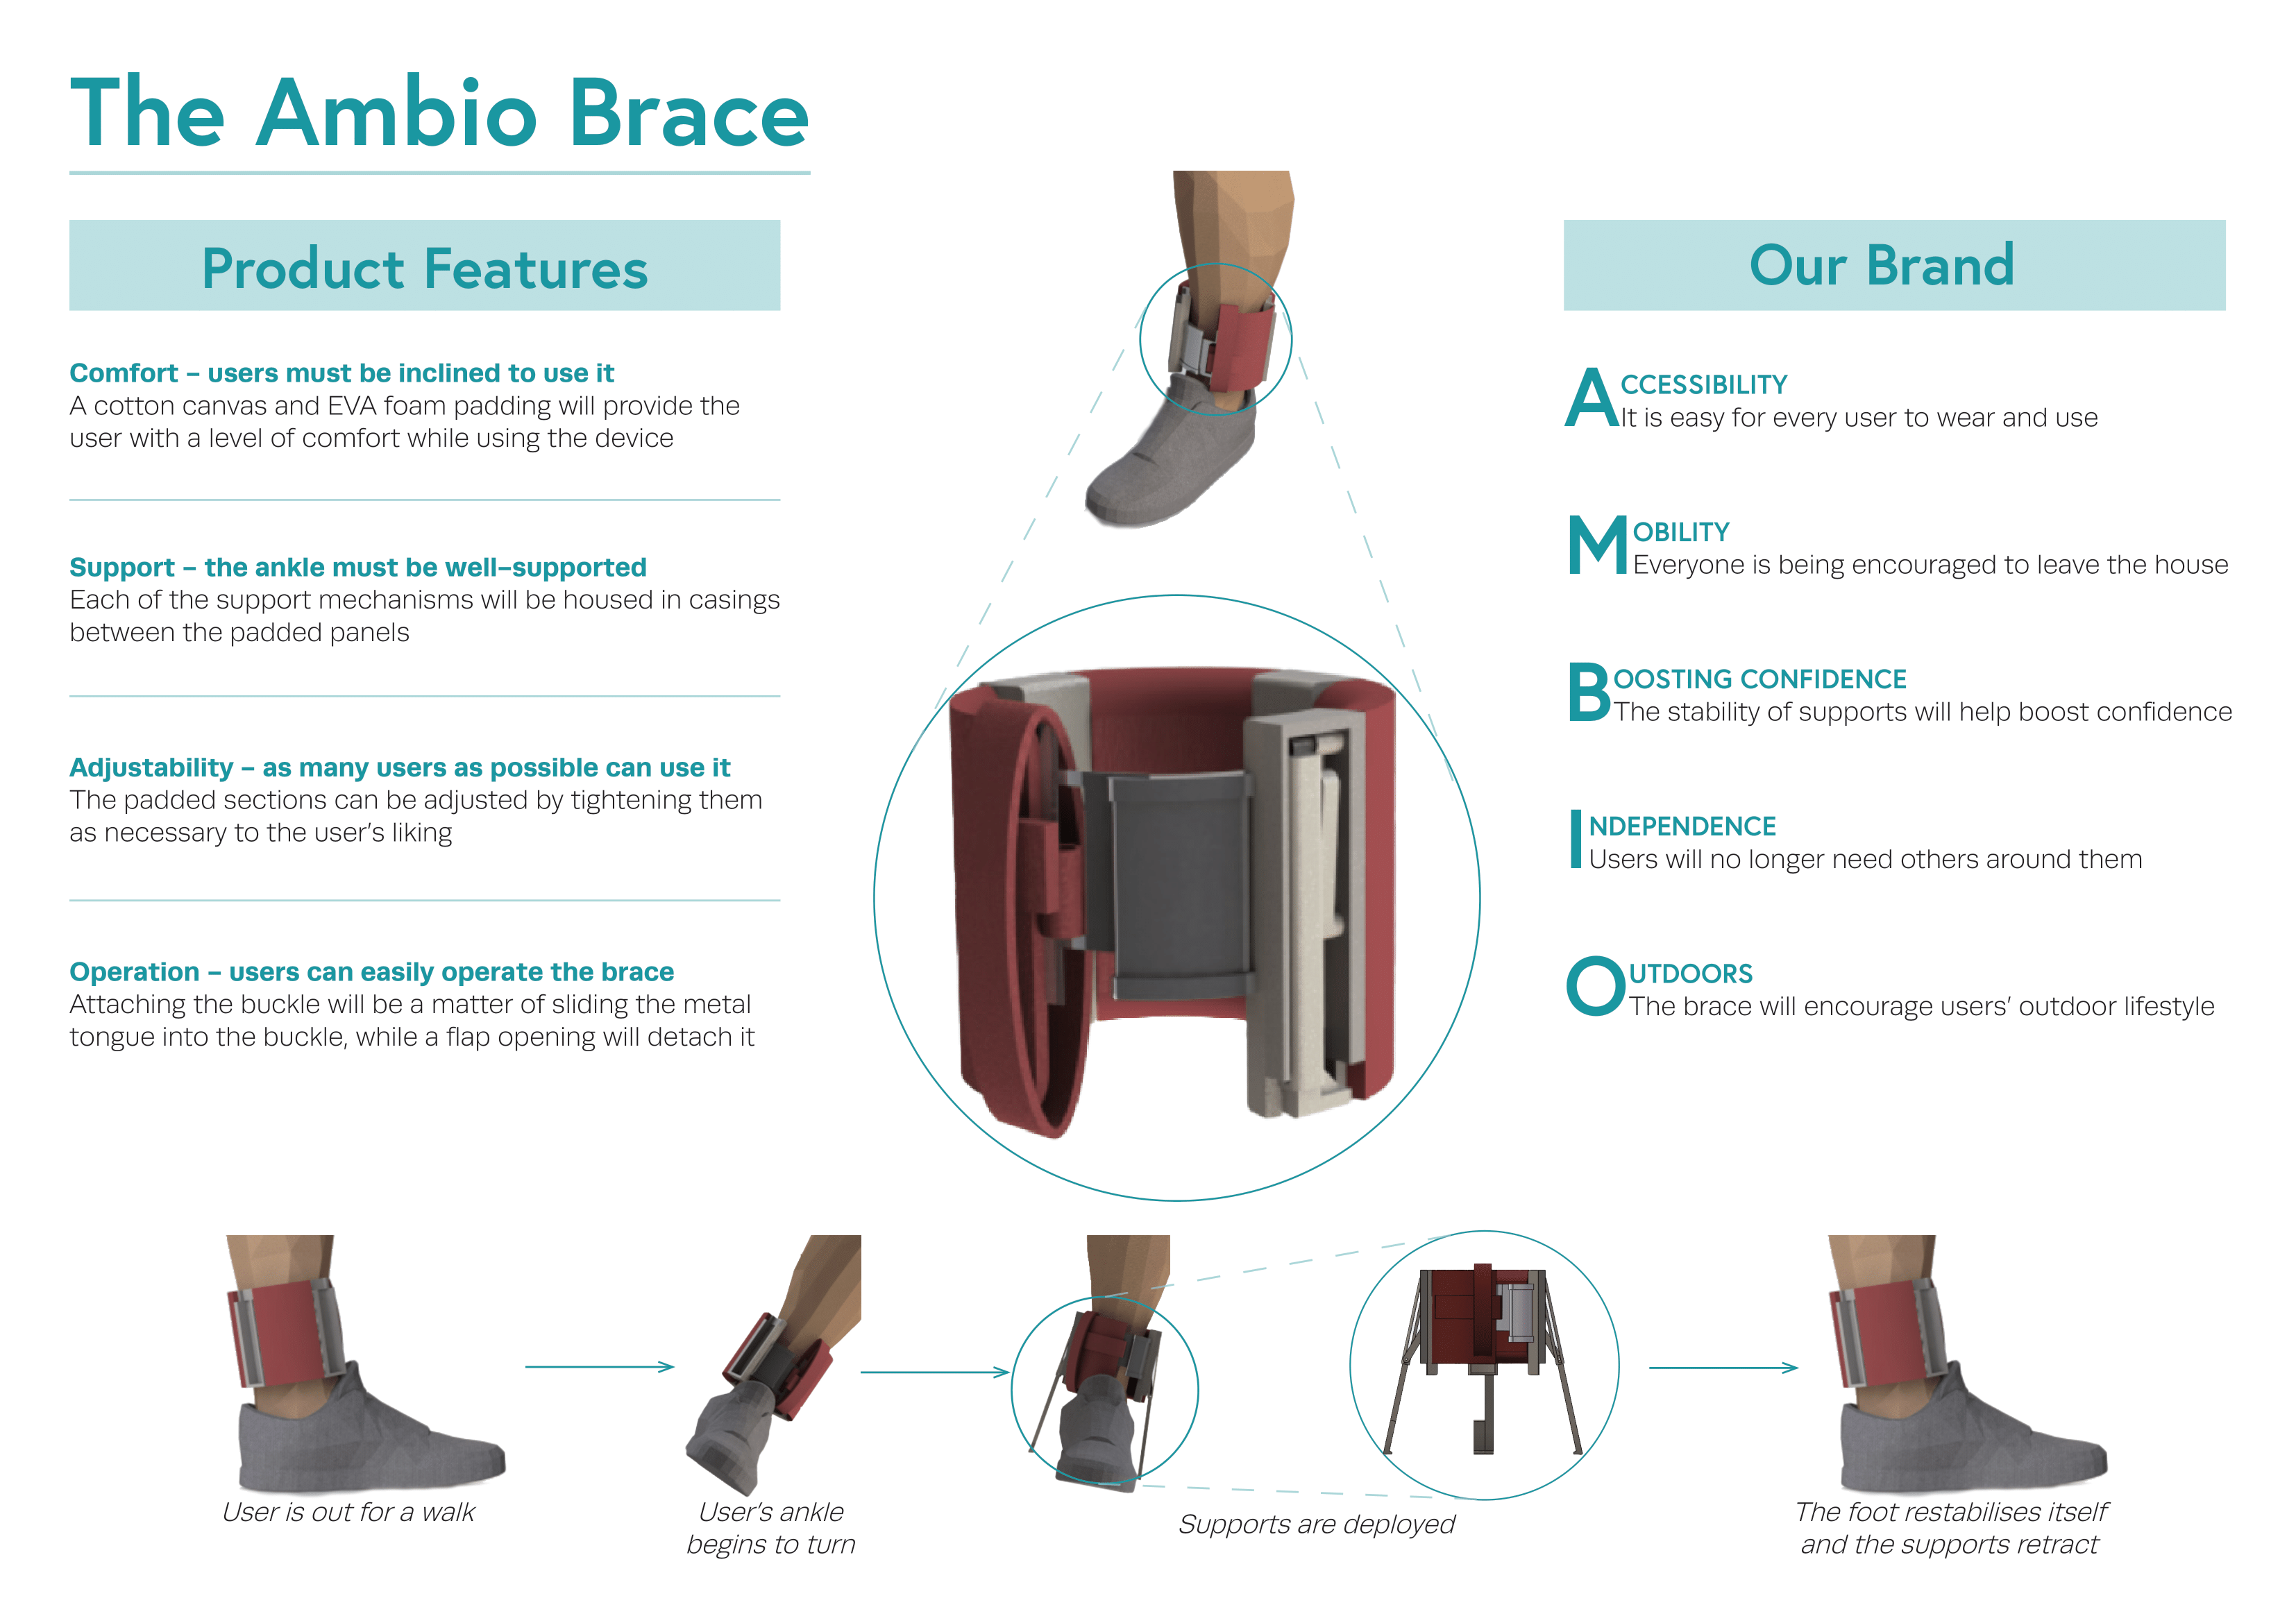 The Ambio Brace
Product Features
Comfort – users must be inclined to use it
A cotton canvas and EVA foam padding will provide the
user with a level of comfort while using the device
Support – the ankle must be well–supported
Each of the support mechanisms will be housed in casings
between the padded panels
Adjustability – as many users as possible can use it
The padded sections can be adjusted by tightening them
as necessary to the user’s liking
Operation – users can easily operate the brace
Attaching the buckle will be a matter of sliding the metal
tongue into the buckle, while a flap opening will detach it
Our Brand
ACCESSIBILITY
It is easy for every user to wear and use
MOBILITY
Everyone is being encouraged to leave the house
BOOSTING CONFIDENCE
The stability of supports will help boost confidence
INDEPENDENCE
Users will no longer need others around them
OUTDOORS
The brace will encourage users’ outdoor lifestyle
User is out for a walk
User’s ankle
begins to turn
Supports are deployed
The foot restabilises itself
and the supports retract